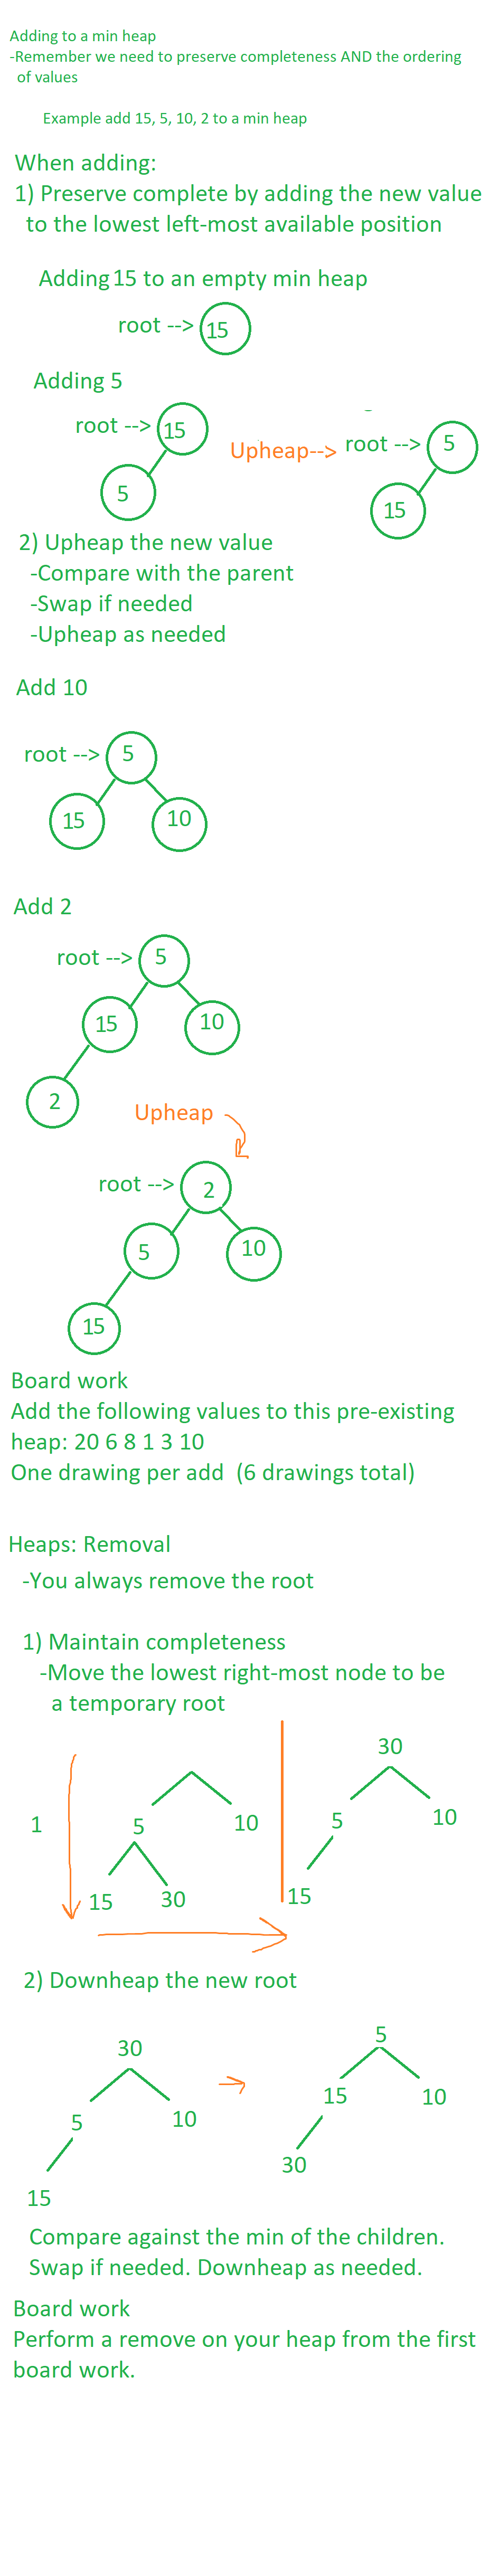 Adding to a min heap
-Remember we need to preserve completeness AND the ordering
of values
Example add 15, 5, 10, 2 to a min heap
When adding:
1) Preserve complete by adding the new value
to the lowest left-most available position
Adding 15 to an empty min heap
root --> 15
Adding 5
root --> 15
5
Upheap-->
root --> 5
15
2) Upheap the new value
-Compare with the parent
-Swap if needed
-Upheap as needed
Add 10
root --> 5
15 10
Add 2
root --> 5
15 10
2
Upheap
root --> 2
5 10
15
Board work
Add the following values to this pre-existing
heap: 20 6 8 1 3 10
One drawing per add (6 drawings total)
Heaps: Removal
-You always remove the root
1) Maintain completeness
-Move the lowest right-most node to be
a temporary root
1
5 10
15 30
30
5 10
15
2) Downheap the new root
30
5 10
15
5
15 10
30
Compare against the min of the children.
Swap if needed. Downheap as needed.
Board work
Perform a remove on your heap from the first
board work.